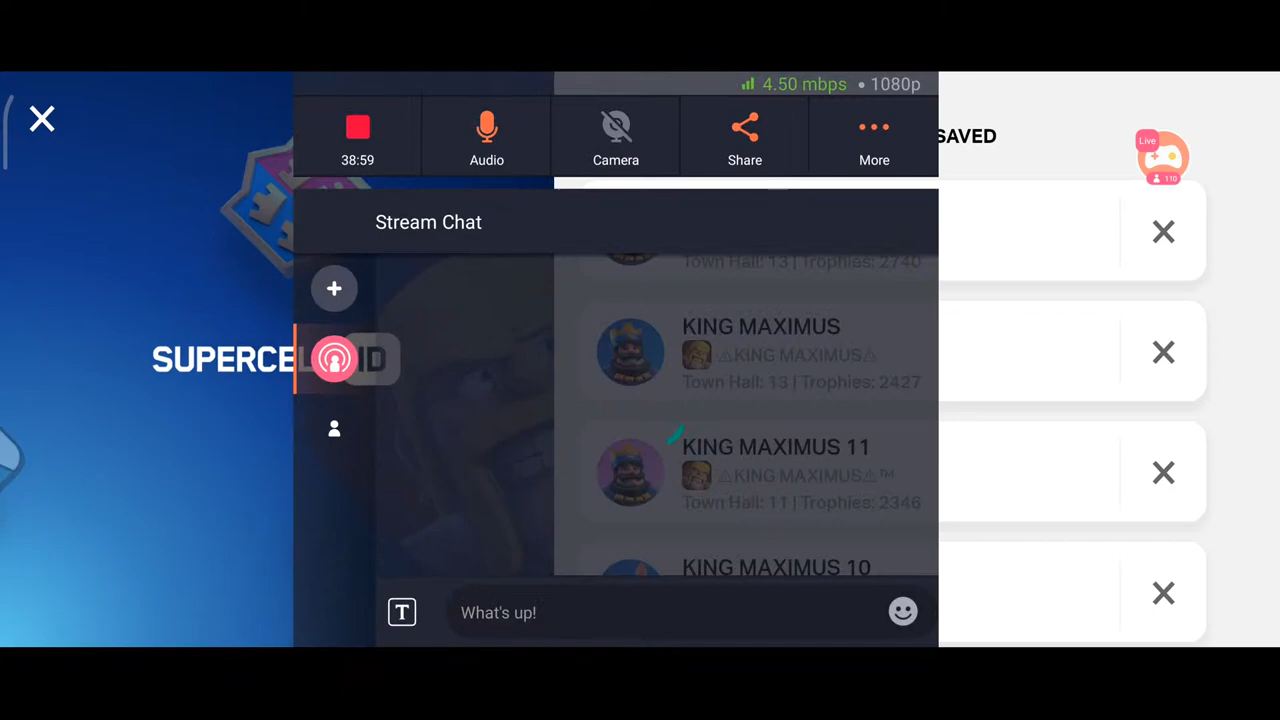 4.50 mbps • 1080p
38:59
Audio
Camera
Share
More
SAVED
Live
110
Stream Chat
Town Hall: 13 | Trophies: 2740
KING MAXIMUS
⚠KING MAXIMUS⚠
Town Hall: 13 | Trophies: 2427
SUPERCELL ID
KING MAXIMUS 11
⚠KING MAXIMUS⚠™
Town Hall: 11 | Trophies: 2346
KING MAXIMUS 10
T
What's up!